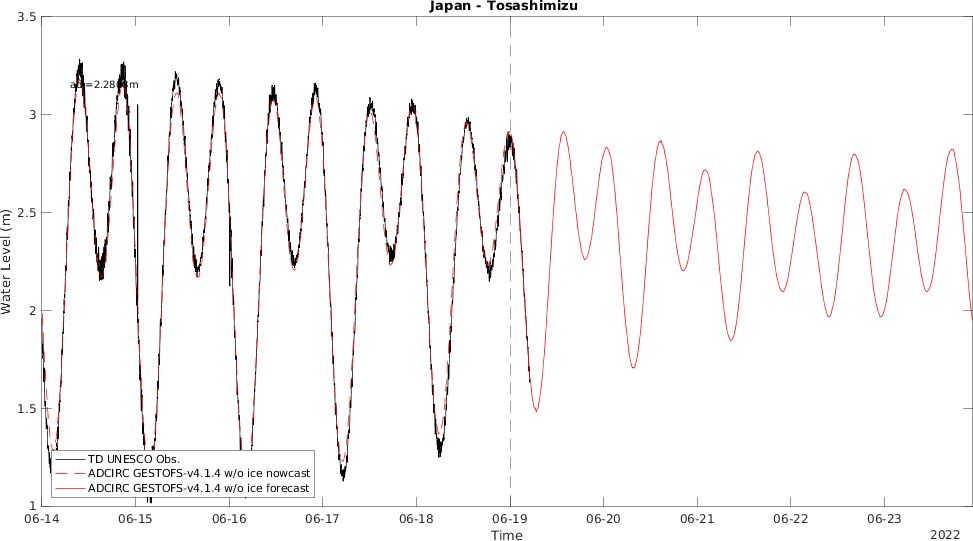 Japan - Tosashimizu
3.5
3
2.5
2
1.5
1
Water Level (m)
TD UNESCO Obs.
ADCIRC GESTOFS-v4.1.4 w/o ice nowcast
ADCIRC GESTOFS-v4.1.4 w/o ice forecast
06-14 06-15 06-16 06-17 06-18 06-19 06-20 06-21 06-22 06-23
Time
2022